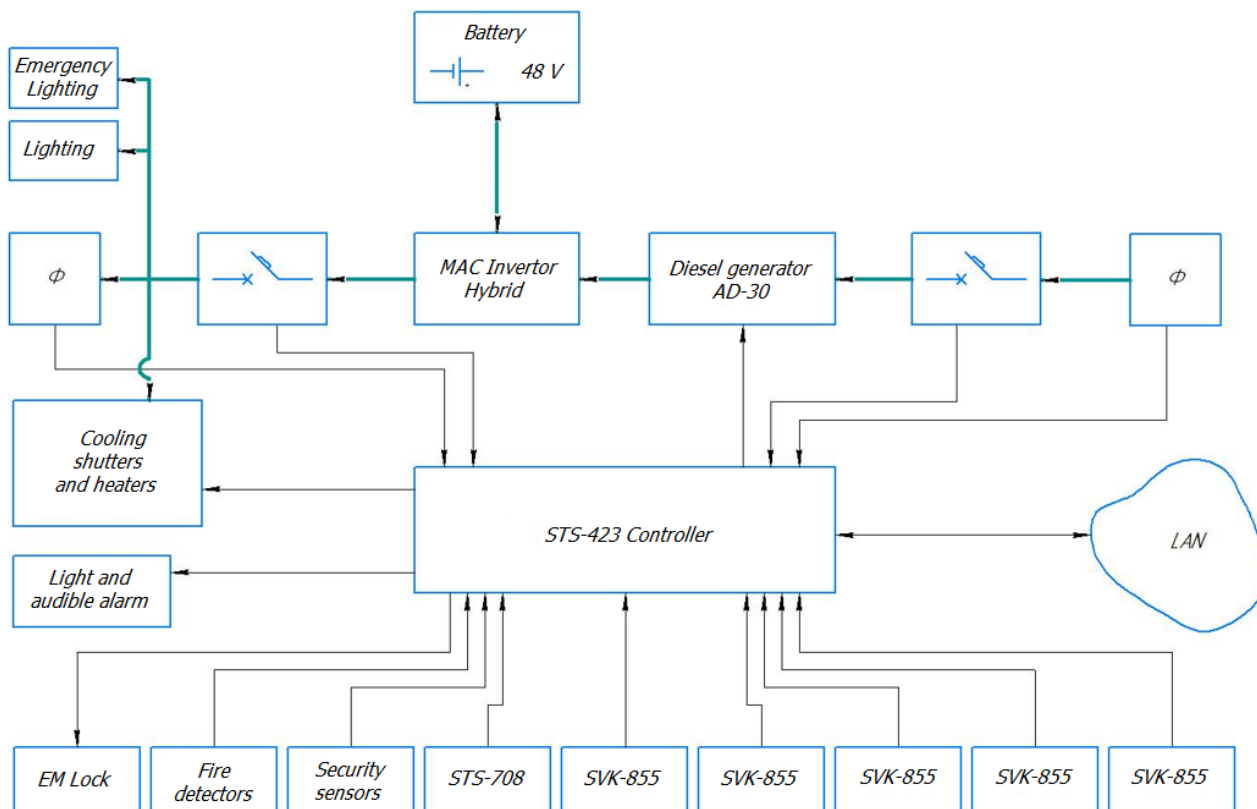 Battery
48 V
Emergency
Lighting
Lighting
Ф
MAC Invertor
Hybrid
Diesel generator
AD-30
Ф
Cooling
shutters
and heaters
STS-423 Controller
LAN
Light and
audible alarm
EM Lock
Fire
detectors
Security
sensors
STS-708
SVK-855
SVK-855
SVK-855
SVK-855
SVK-855